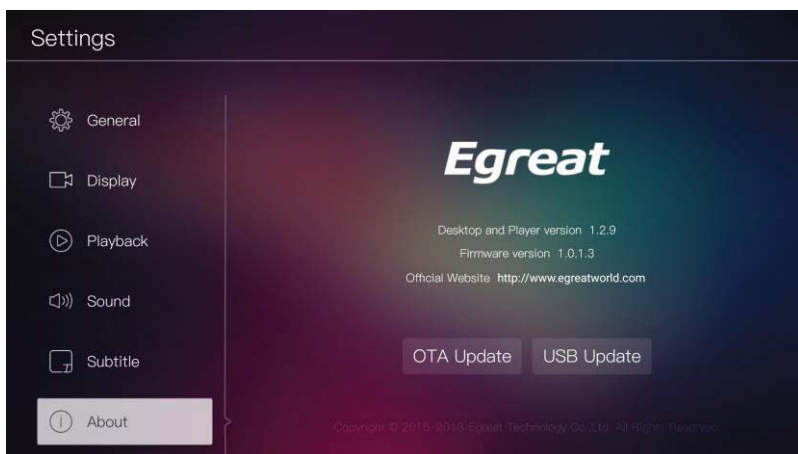 Settings
General
Display
Playback
Sound
Subtitle
About
Egreat
Desktop and Player version 1.2.9
Firmware version 1.0.1.3
Official Website http://www.egreatworld.com
OTA Update USB Update
Copyright © 2015-2018 Egreat Technology Co.,Ltd. All Rights Reserved.